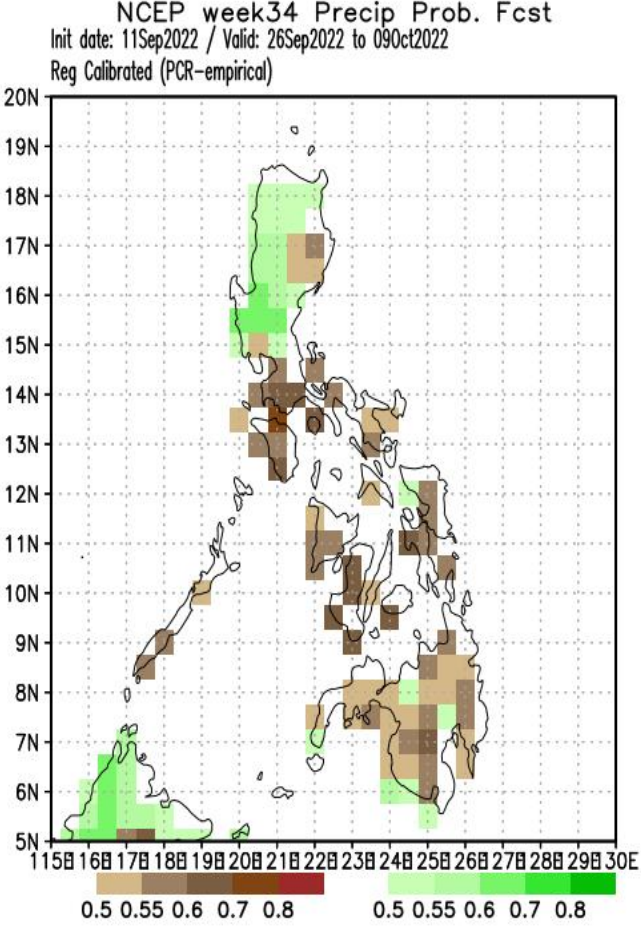 NCEP week34 Precip Prob. Fcst
Init date: 11Sep2022 / Valid: 26Sep2022 to 09Oct2022
Reg Calibrated (PCR-empirical)
20N
19N
18N
17N
16N
15N
14N
13N
12N
11N
10N
9N
8N
7N
6N
5N
115E 116E 117E 118E 119E 120E 121E 122E 123E 124E 125E 126E 127E 128E 129E 130E
0.5 0.55 0.6 0.7 0.8 0.5 0.55 0.6 0.7 0.8